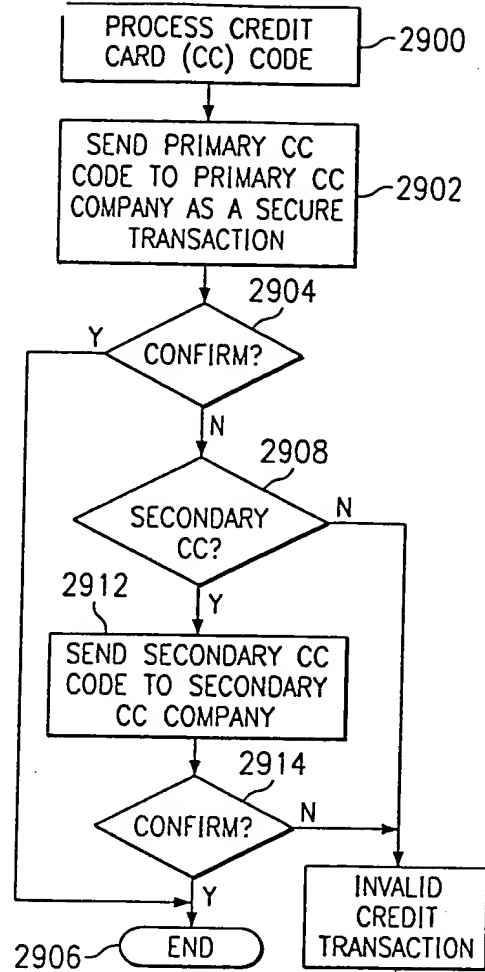 PROCESS CREDIT
CARD (CC) CODE
2900
SEND PRIMARY CC
CODE TO PRIMARY CC
COMPANY AS A SECURE
TRANSACTION
2902
2904
Y
CONFIRM?
N
2908
SECONDARY
CC?
N
2912
Y
SEND SECONDARY CC
CODE TO SECONDARY
CC COMPANY
2914
CONFIRM?
N
Y
INVALID
CREDIT
TRANSACTION
2906
END